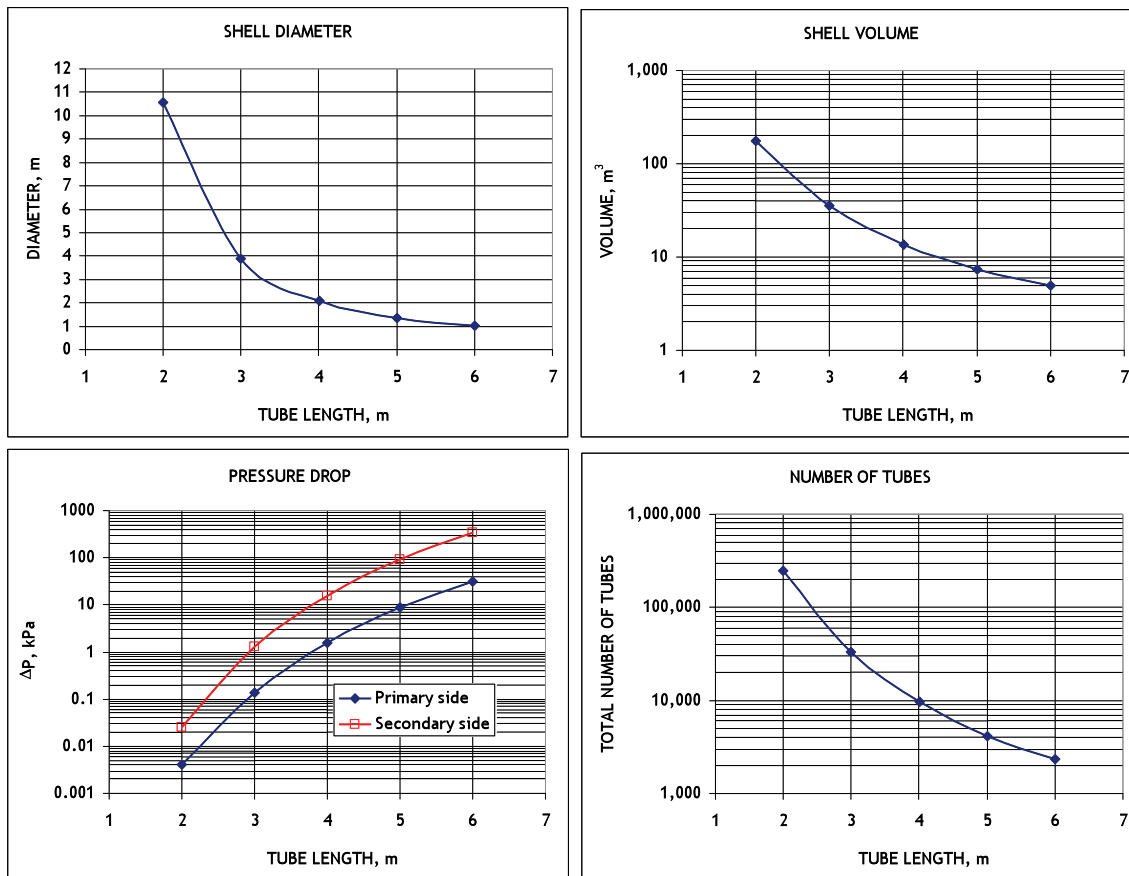 SHELL DIAMETER
12
11
10
9
8
7
6
5
4
3
2
1
0
DIAMETER, m
1 2 3 4 5 6 7
TUBE LENGTH, m
SHELL VOLUME
1,000
100
10
1
VOLUME, m³
1 2 3 4 5 6 7
TUBE LENGTH, m
PRESSURE DROP
1000
100
10
1
0.1
0.01
0.001
ΔP, kPa
Primary side
Secondary side
1 2 3 4 5 6 7
TUBE LENGTH, m
NUMBER OF TUBES
1,000,000
100,000
10,000
1,000
TOTAL NUMBER OF TUBES
1 2 3 4 5 6 7
TUBE LENGTH, m